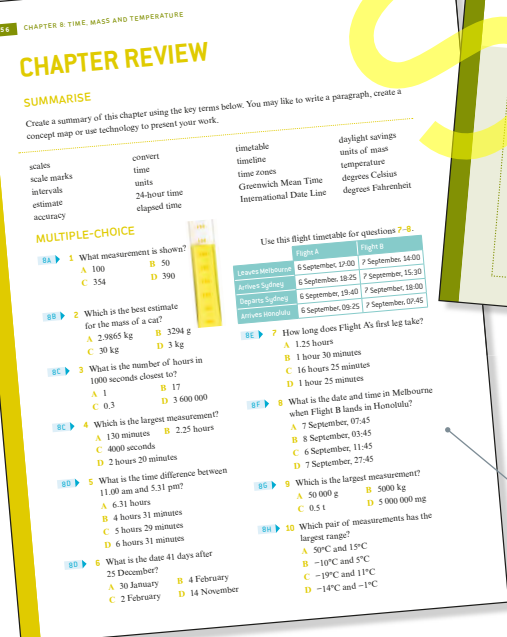 56 CHAPTER 8: TIME, MASS AND TEMPERATURE
CHAPTER REVIEW
SUMMARISE
Create a summary of this chapter using the key terms below. You may like to write a paragraph, create a
concept map or use technology to present your work.
scales
scale marks
intervals
estimate
accuracy
convert
time
units
24-hour time
elapsed time
timetable
timeline
time zones
Greenwich Mean Time
International Date Line
daylight savings
units of mass
temperature
degrees Celsius
degrees Fahrenheit
MULTIPLE-CHOICE
8A 1 What measurement is shown?
A 100 B 50
C 354 D 390
8B 2 Which is the best estimate
for the mass of a cat?
A 2.9865 kg B 3294 g
C 30 kg D 3 kg
8C 3 What is the number of hours in
1000 seconds closest to?
A 1 B 17
C 0.3 D 3 600 000
8C 4 Which is the largest measurement?
A 130 minutes B 2.25 hours
C 4000 seconds
D 2 hours 20 minutes
8D 5 What is the time difference between
11.00 am and 5.31 pm?
A 6.31 hours
B 4 hours 31 minutes
C 5 hours 29 minutes
D 6 hours 31 minutes
8D 6 What is the date 41 days after
25 December?
A 30 January B 4 February
C 2 February D 14 November
Use this flight timetable for questions 7–8.
Flight A Flight B
Leaves Melbourne 6 September, 17:00 7 September, 14:00
Arrives Sydney 6 September, 18:25 7 September, 15:30
Departs Sydney 6 September, 19:40 7 September, 18:00
Arrives Honolulu 6 September, 09:25 7 September, 07:45
8E 7 How long does Flight A's first leg take?
A 1.25 hours
B 1 hour 30 minutes
C 16 hours 25 minutes
D 1 hour 25 minutes
8F 8 What is the date and time in Melbourne
when Flight B lands in Honolulu?
A 7 September, 07:45
B 8 September, 03:45
C 6 September, 11:45
D 7 September, 27:45
8G 9 Which is the largest measurement?
A 50 000 g B 5000 kg
C 0.5 t D 5 000 000 mg
8H 10 Which pair of measurements has the
largest range?
A 50°C and 15°C
B −10°C and 5°C
C −19°C and 11°C
D −14°C and −1°C